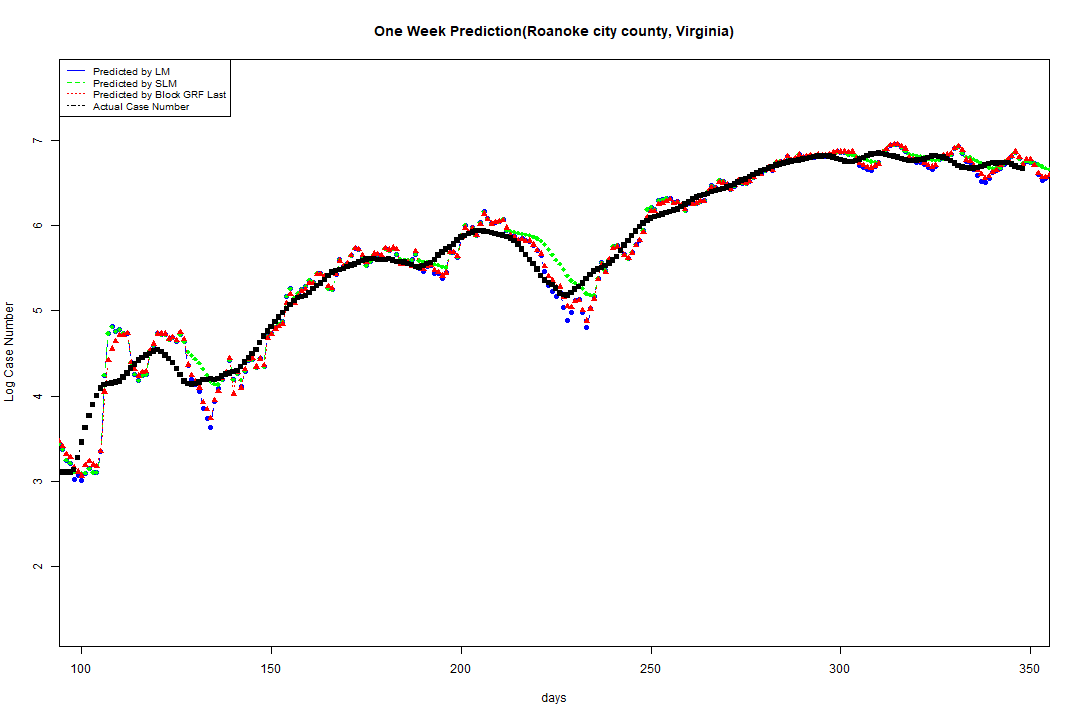 One Week Prediction(Roanoke city county, Virginia)
Predicted by LM
Predicted by SLM
Predicted by Block GRF Last
Actual Case Number
7
6
5
4
3
2
Log Case Number
100 150 200 250 300 350
days